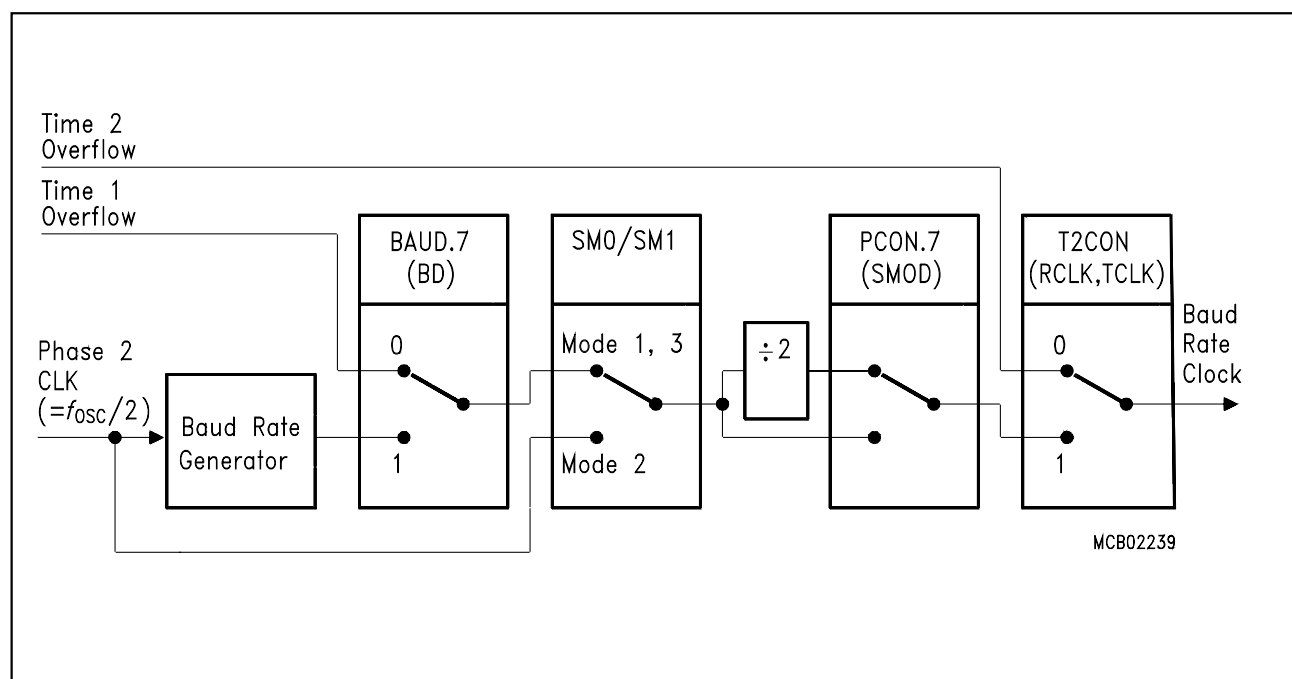 Time 2
Overflow
Time 1
Overflow
BAUD.7
(BD)
SM0/SM1
PCON.7
(SMOD)
T2CON
(RCLK,TCLK)
Phase 2
CLK
(=fOSC/2)
Baud Rate
Generator
0
1
Mode 1, 3
Mode 2
÷2
0
1
Baud
Rate
Clock
MCB02239